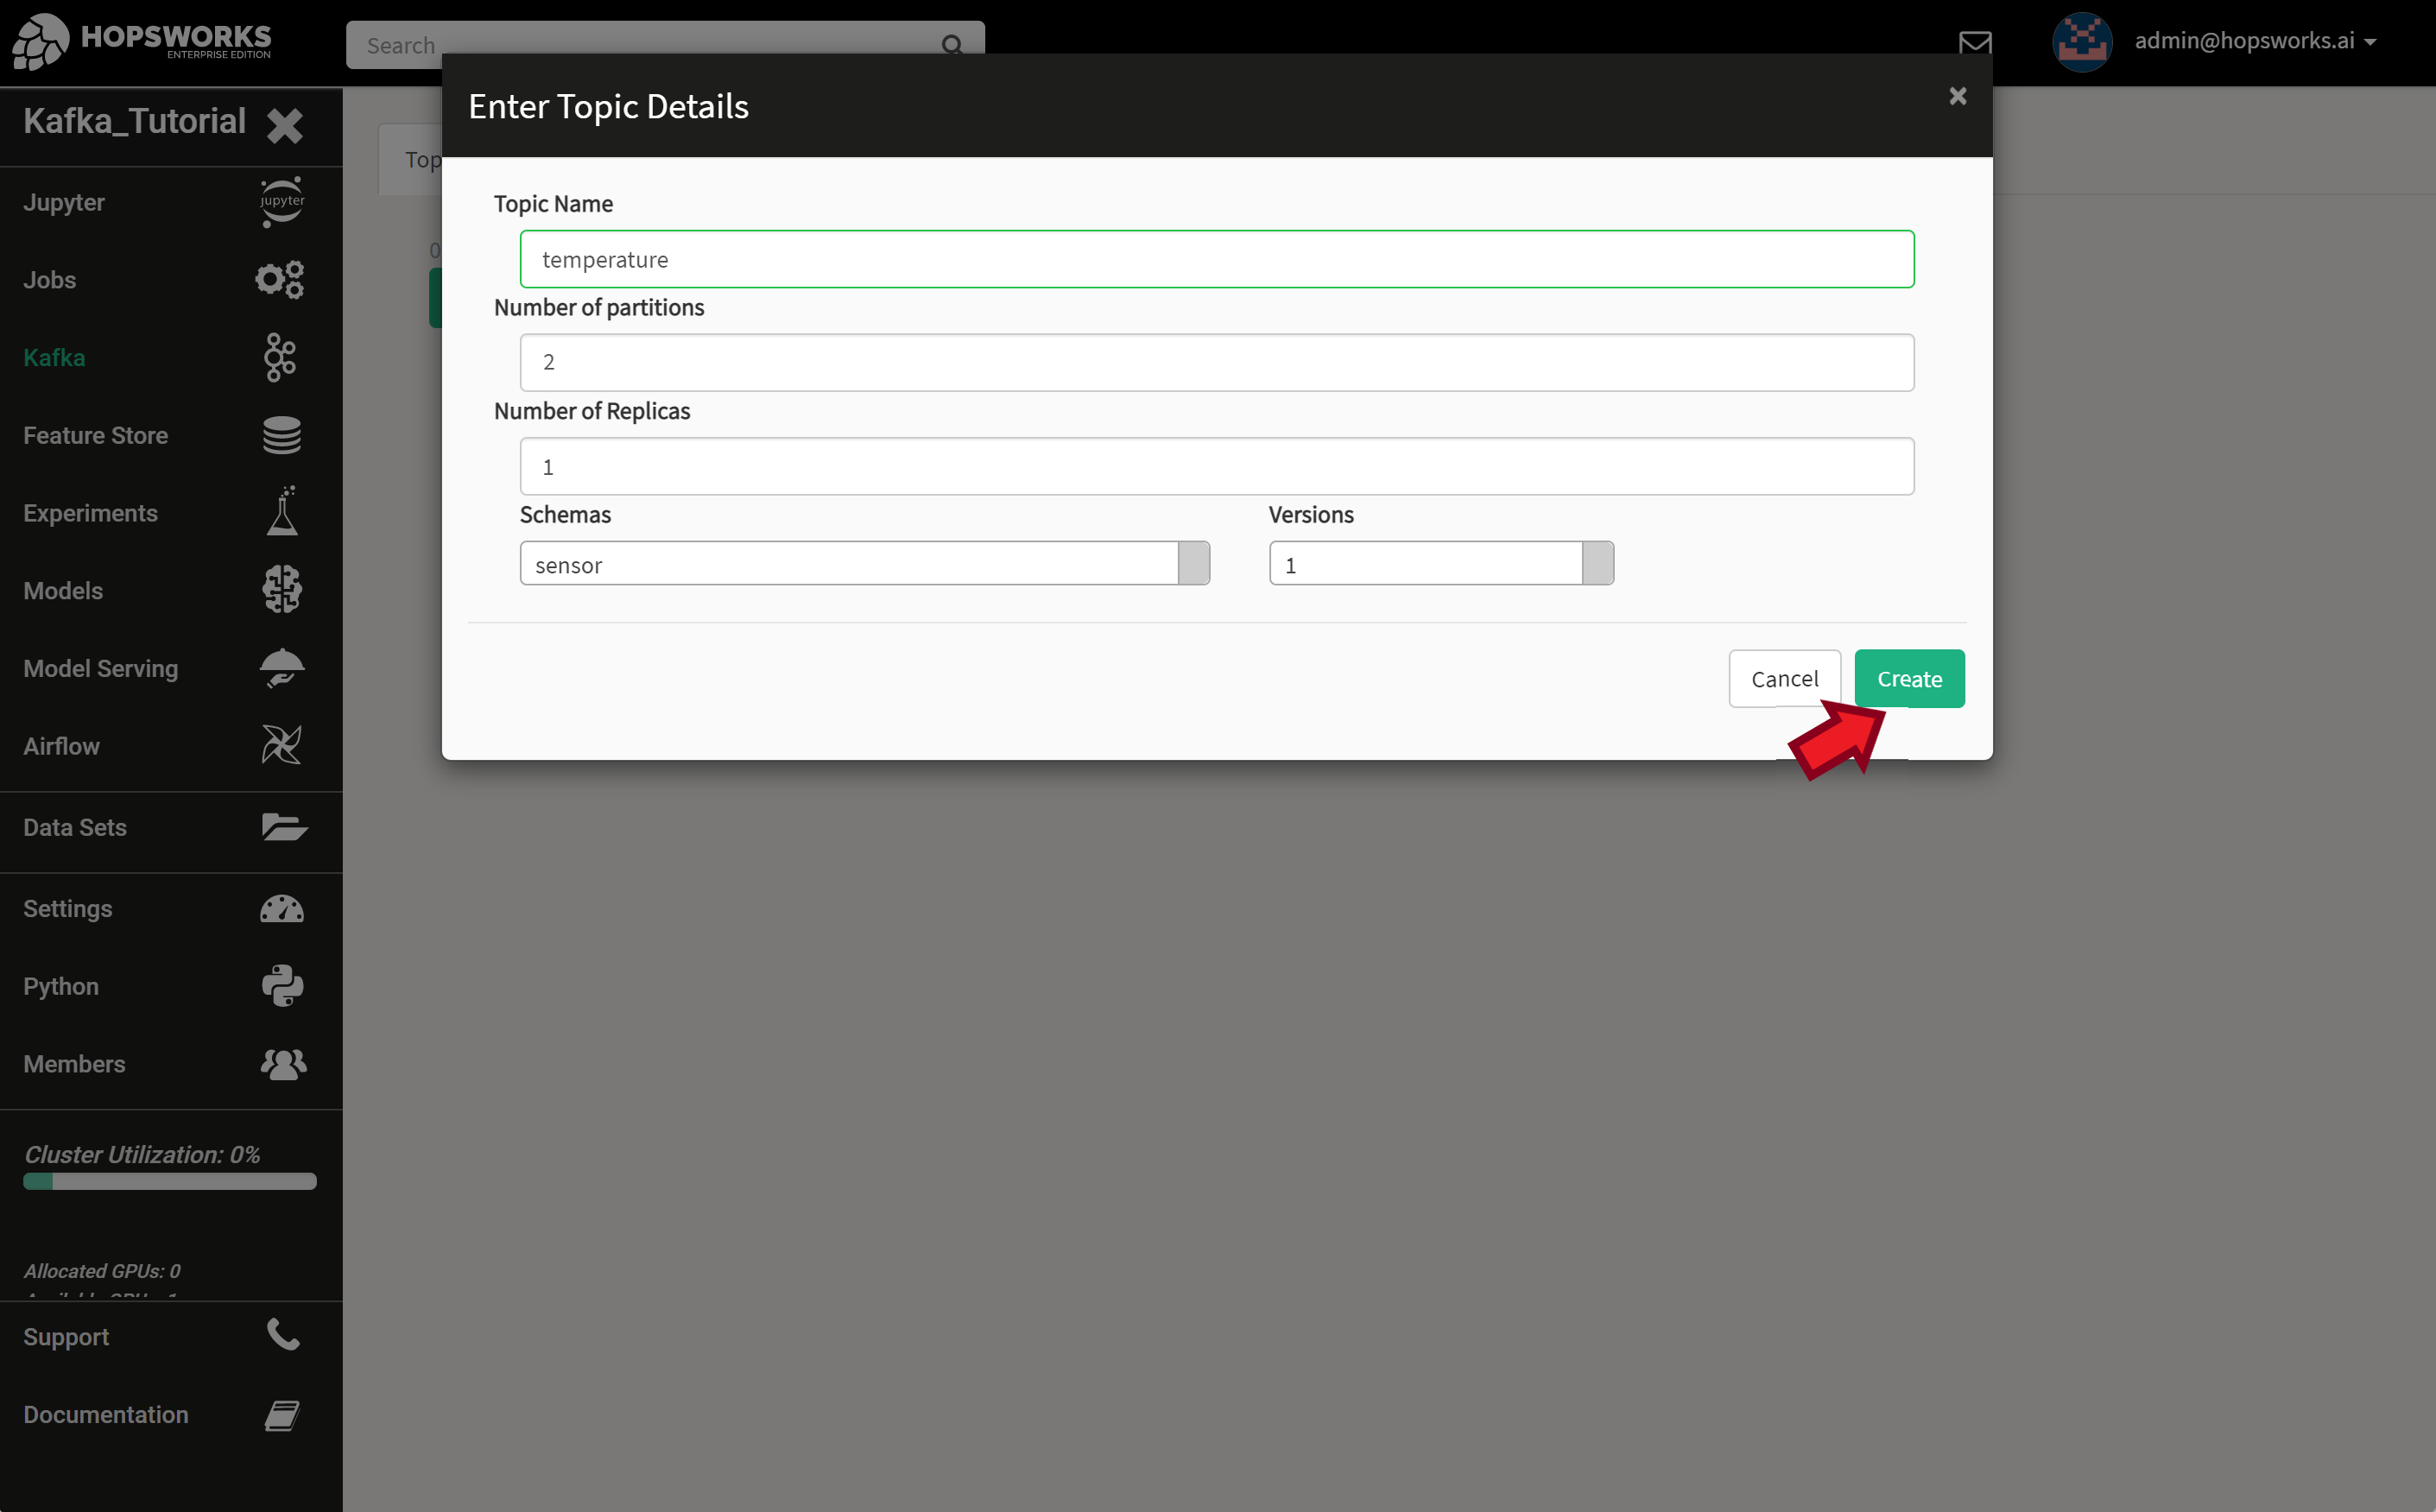 HOPSWORKS
ENTERPRISE EDITION
Search
admin@hopsworks.ai
Kafka_Tutorial
Jupyter
jupyter
Jobs
Kafka
Feature Store
Experiments
Models
Model Serving
Airflow
Data Sets
Settings
Python
Members
Cluster Utilization: 0%
Allocated GPUs: 0
Support
Documentation
Top
0
Enter Topic Details
Topic Name
temperature
Number of partitions
2
Number of Replicas
1
Schemas Versions
sensor 1
Cancel Create